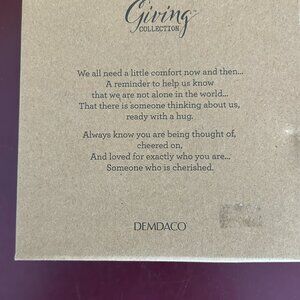 Giving
COLLECTION
We all need a little comfort now and then...
A reminder to help us know
that we are not alone in the world...
That there is someone thinking about us,
ready with a hug.
Always know you are being thought of,
cheered on,
And loved for exactly who you are...
Someone who is cherished.
DEMDACO